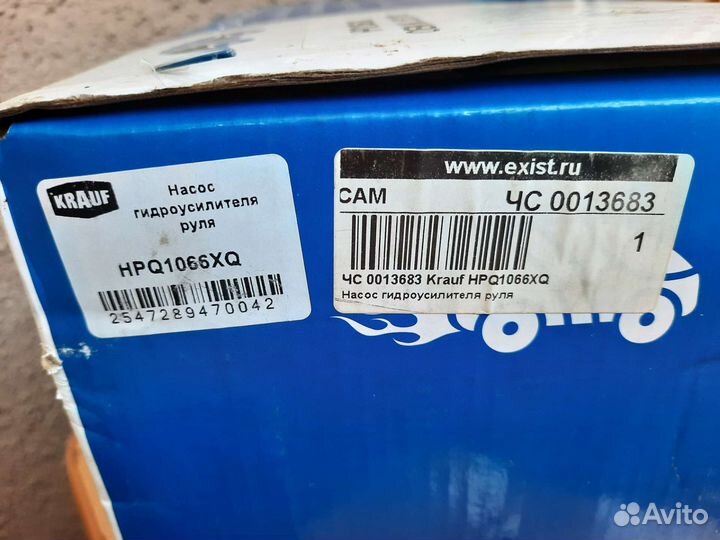 KRAUF
Насос
гидроусилителя
руля
HPQ1066XQ
2547289470042
www.exist.ru
САМ
ЧС 0013683
1
ЧС 0013683 Krauf HPQ1066XQ
Насос гидроусилителя руля
Avito